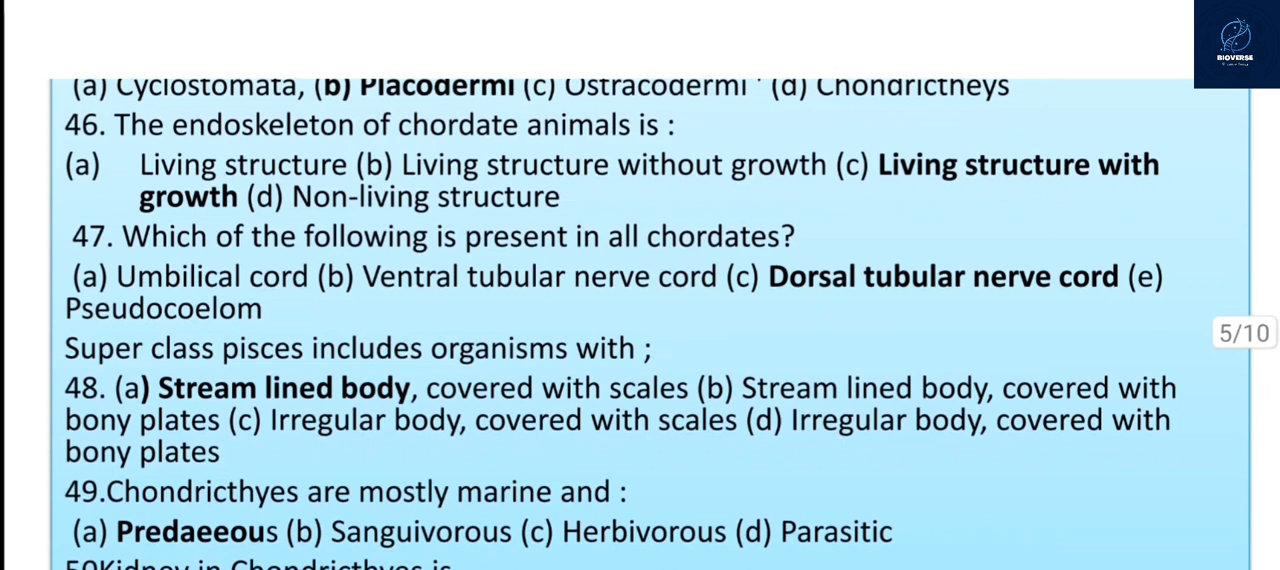 BIOVERSE
(a) Cyclostomata, (b) Placodermi (c) Ostracodermi ' (d) Chondrictheys
46. The endoskeleton of chordate animals is :
(a) Living structure (b) Living structure without growth (c) Living structure with
growth (d) Non-living structure
47. Which of the following is present in all chordates?
(a) Umbilical cord (b) Ventral tubular nerve cord (c) Dorsal tubular nerve cord (e)
Pseudocoelom
5/10
Super class pisces includes organisms with ;
48. (a) Stream lined body, covered with scales (b) Stream lined body, covered with
bony plates (c) Irregular body, covered with scales (d) Irregular body, covered with
bony plates
49.Chondricthyes are mostly marine and :
(a) Predaeeous (b) Sanguivorous (c) Herbivorous (d) Parasitic
50Kidney in Chondricthyes is